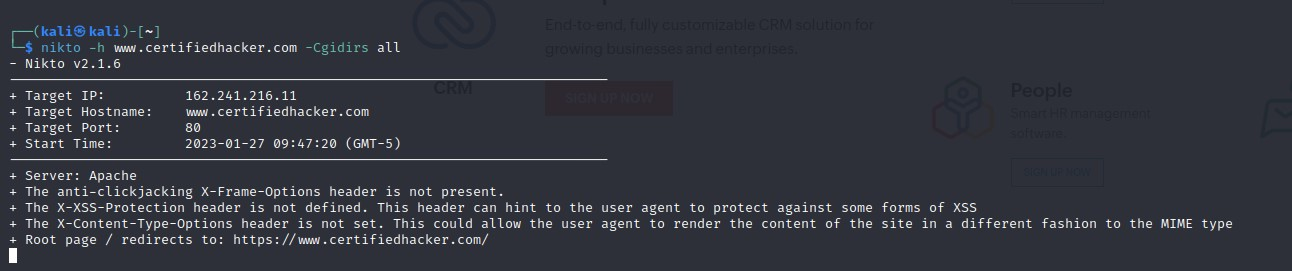 ┌──(kali㉿kali)-[~]
└─$ nikto -h www.certifiedhacker.com -Cgidirs all
- Nikto v2.1.6
+ Target IP: 162.241.216.11
+ Target Hostname: www.certifiedhacker.com
+ Target Port: 80
+ Start Time: 2023-01-27 09:47:20 (GMT-5)
+ Server: Apache
+ The anti-clickjacking X-Frame-Options header is not present.
+ The X-XSS-Protection header is not defined. This header can hint to the user agent to protect against some forms of XSS
+ The X-Content-Type-Options header is not set. This could allow the user agent to render the content of the site in a different fashion to the MIME type
+ Root page / redirects to: https://www.certifiedhacker.com/
End-to-end, fully customizable CRM solution for
growing businesses and enterprises.
CRM
SIGN UP NOW
People
Smart HR management
software.
SIGN UP NOW